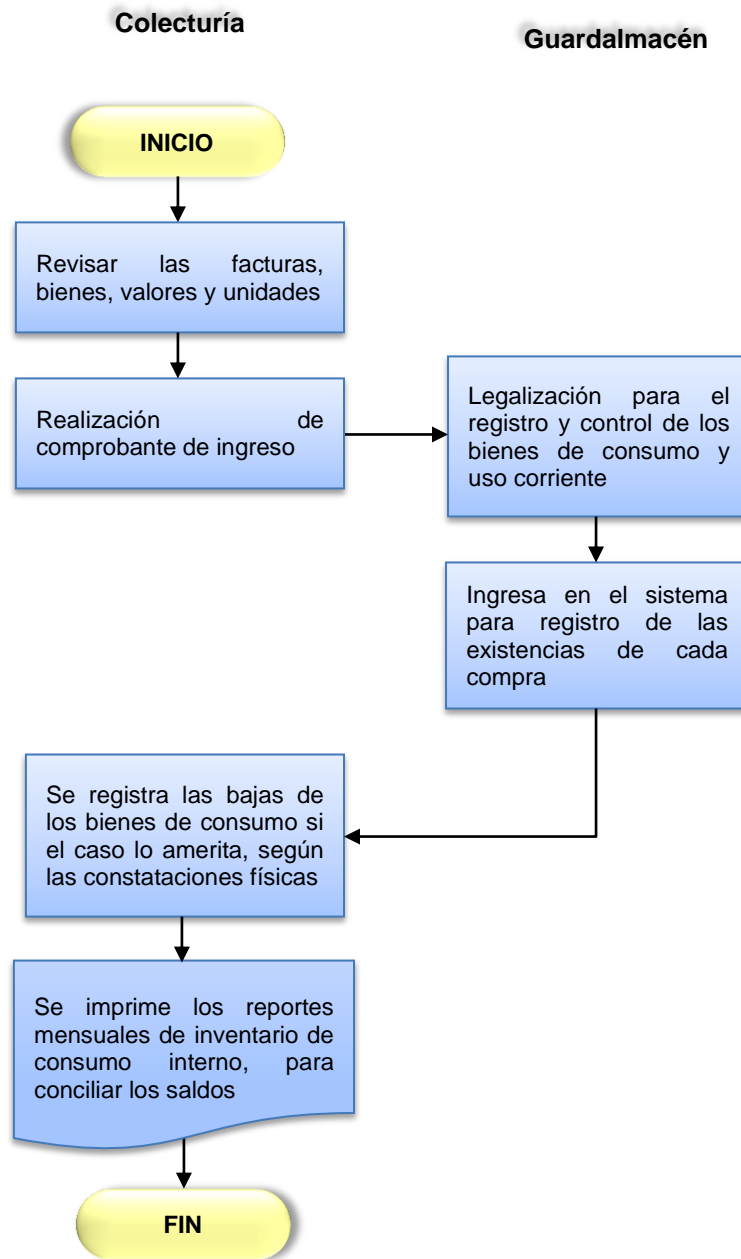 Colecturía
Guardalmacén
INICIO
Revisar las facturas,
bienes, valores y unidades
Realización de
comprobante de ingreso
Legalización para el
registro y control de los
bienes de consumo y
uso corriente
Ingresa en el sistema
para registro de las
existencias de cada
compra
Se registra las bajas de
los bienes de consumo si
el caso lo amerita, según
las constataciones físicas
Se imprime los reportes
mensuales de inventario de
consumo interno, para
conciliar los saldos
FIN